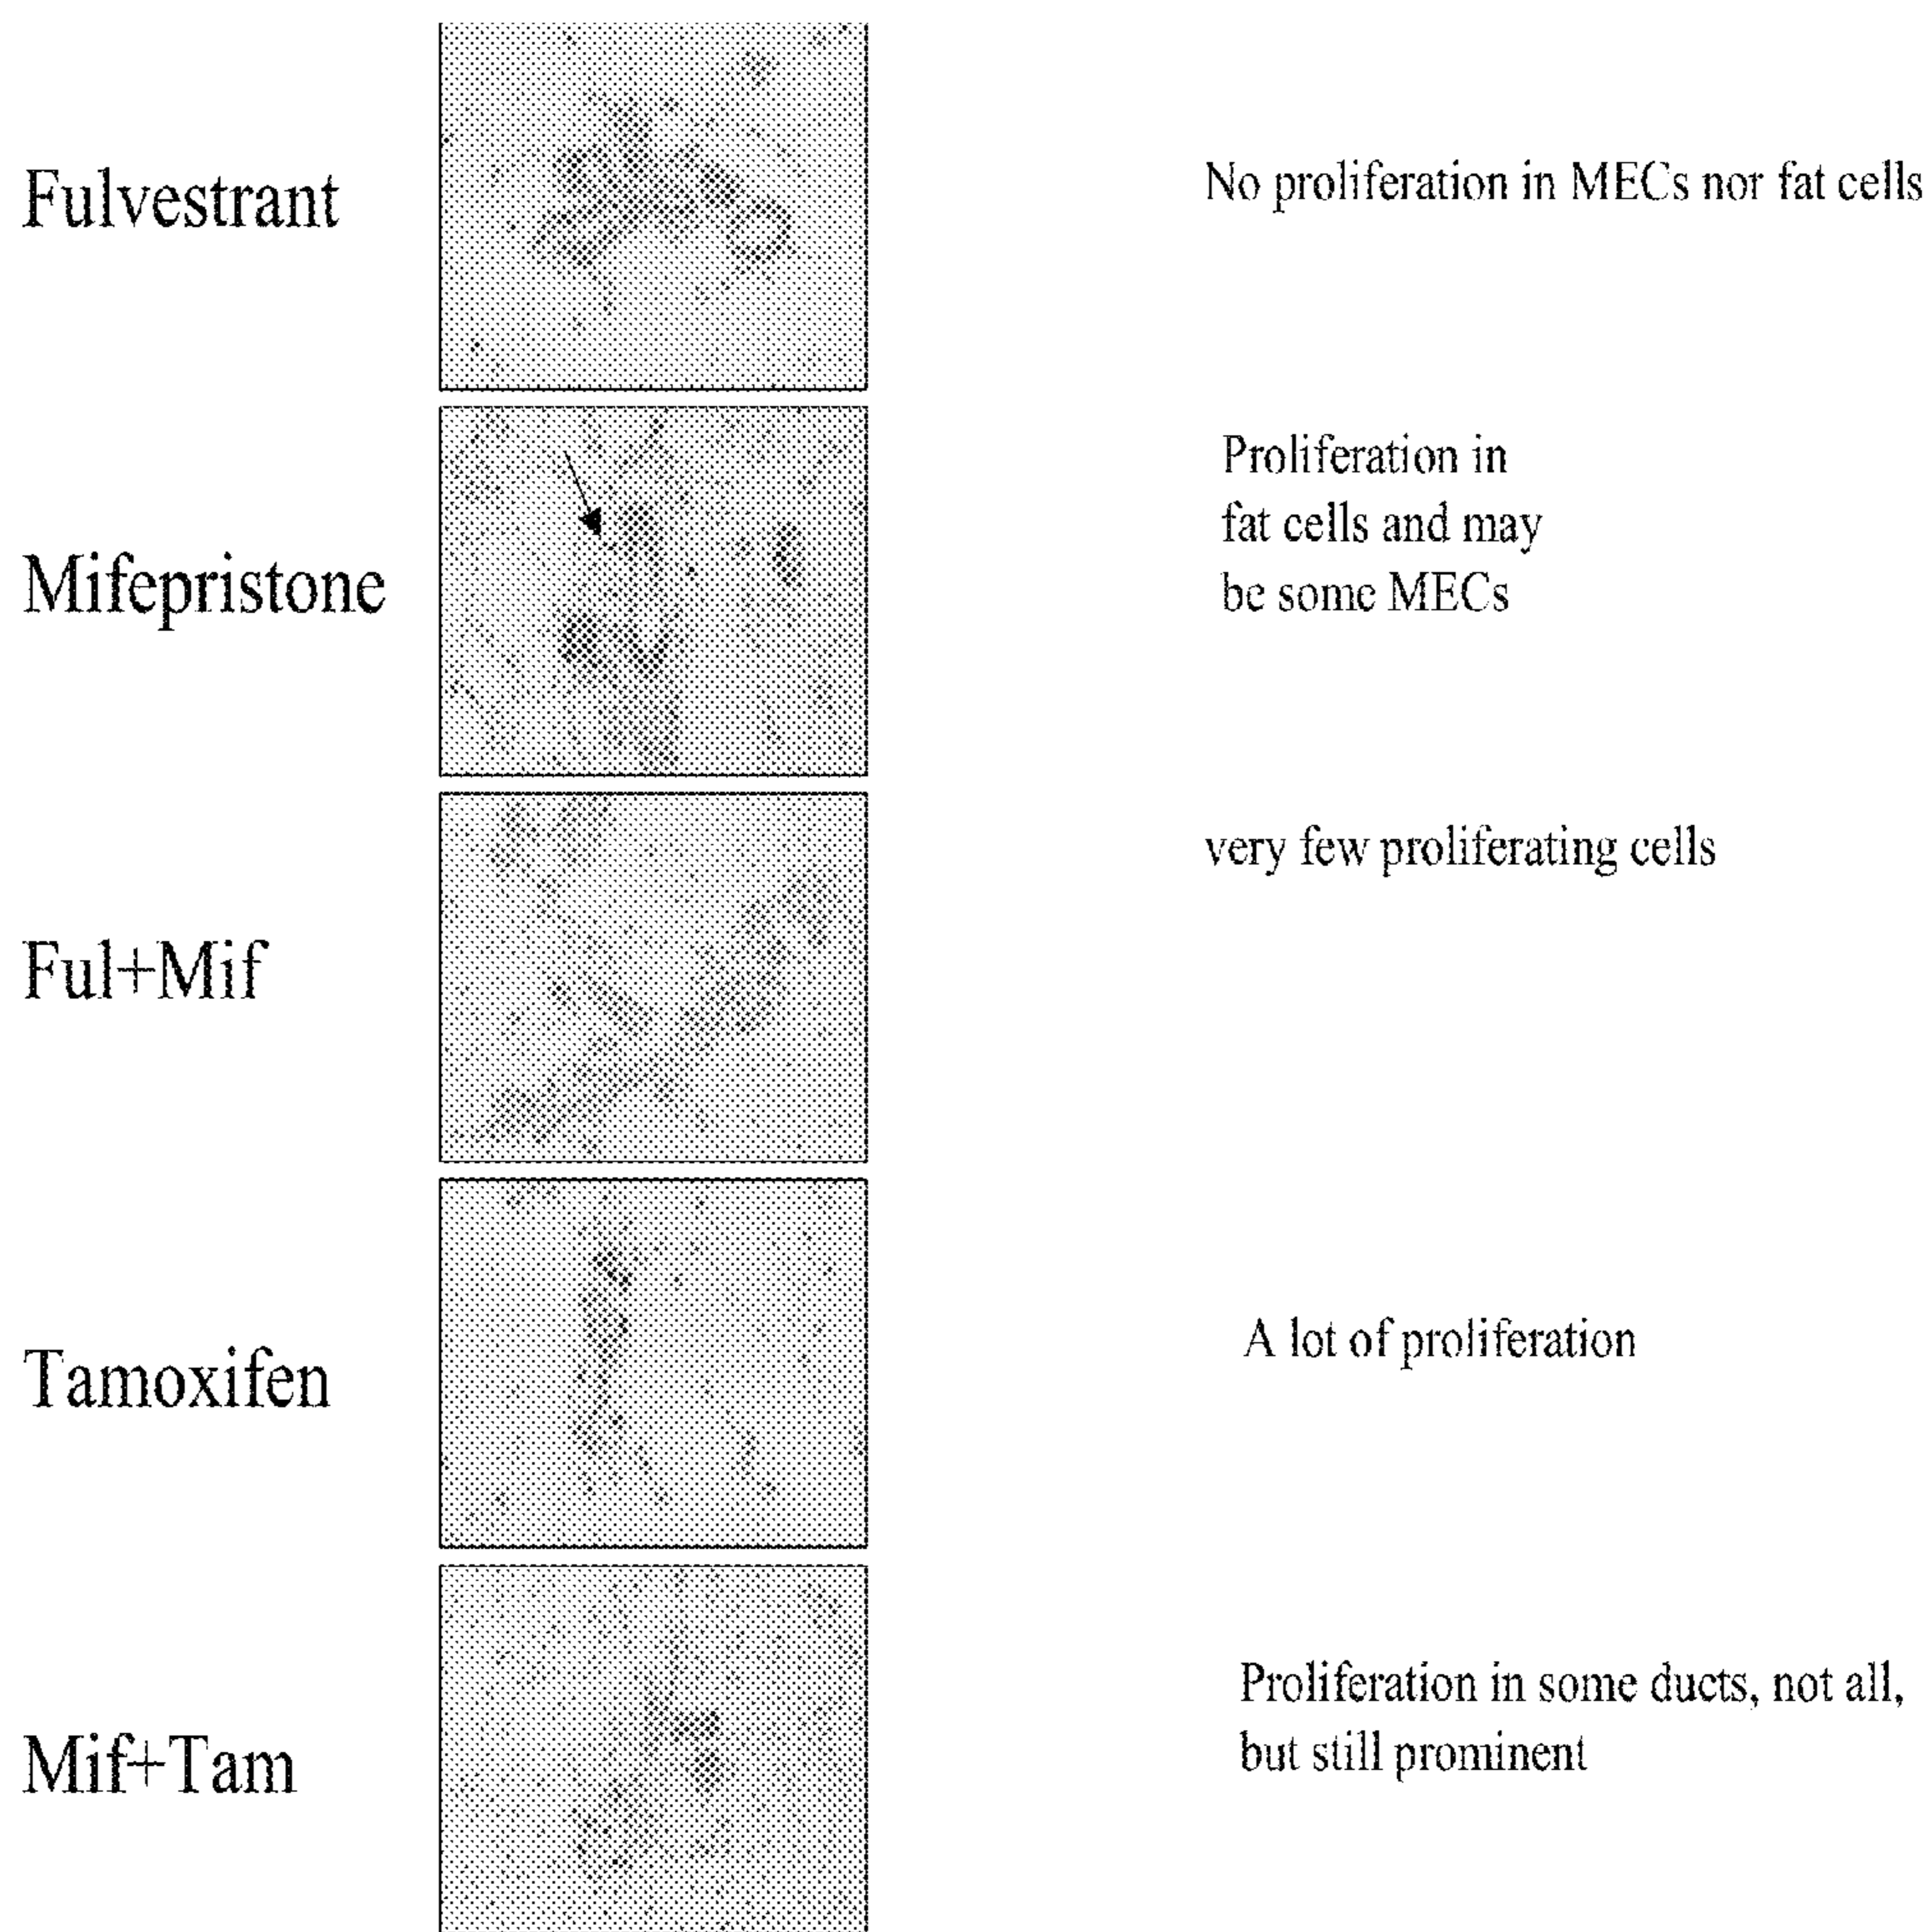 Fulvestrant
No proliferation in MECs nor fat cells
Mifepristone
Proliferation in
fat cells and may
be some MECs
Ful+Mif
very few proliferating cells
Tamoxifen
A lot of proliferation
Mif+Tam
Proliferation in some ducts, not all,
but still prominent